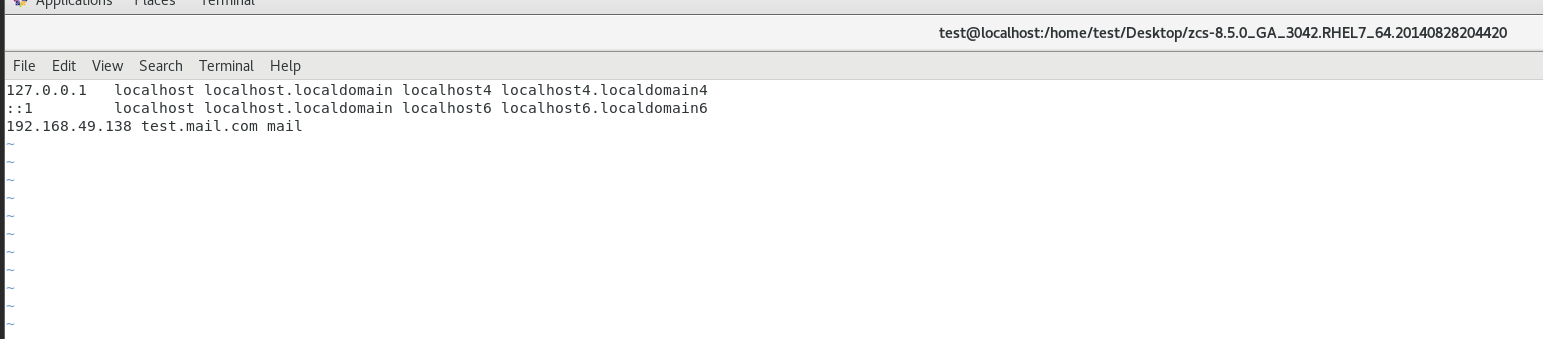 Applications Places Terminal
test@localhost:/home/test/Desktop/zcs-8.5.0_GA_3042.RHEL7_64.20140828204420
File Edit View Search Terminal Help
127.0.0.1   localhost localhost.localdomain localhost4 localhost4.localdomain4
::1         localhost localhost.localdomain localhost6 localhost6.localdomain6
192.168.49.138 test.mail.com mail
~
~
~
~
~
~
~
~
~
~
~